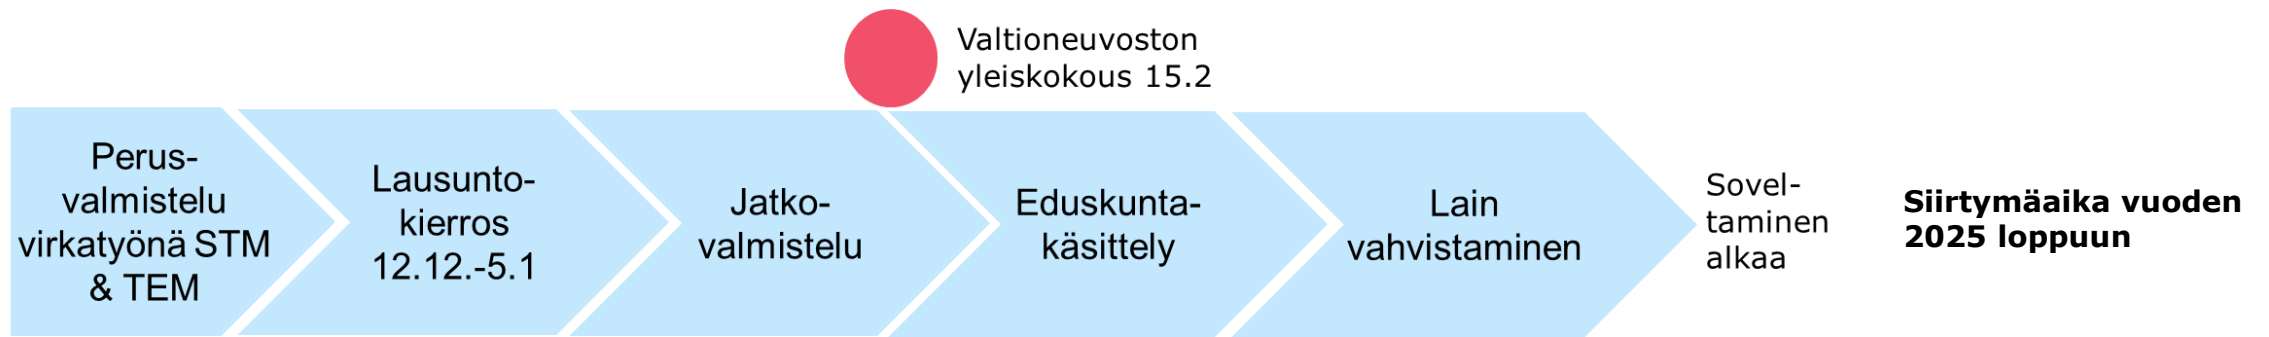 Valtioneuvoston
yleiskokous 15.2
Perus-
valmistelu
virkatyönä STM
& TEM
Lausunto-
kierros
12.12.-5.1
Jatko-
valmistelu
Eduskunta-
käsittely
Lain
vahvistaminen
Sovel-
taminen
alkaa
Siirtymäaika vuoden
2025 loppuun